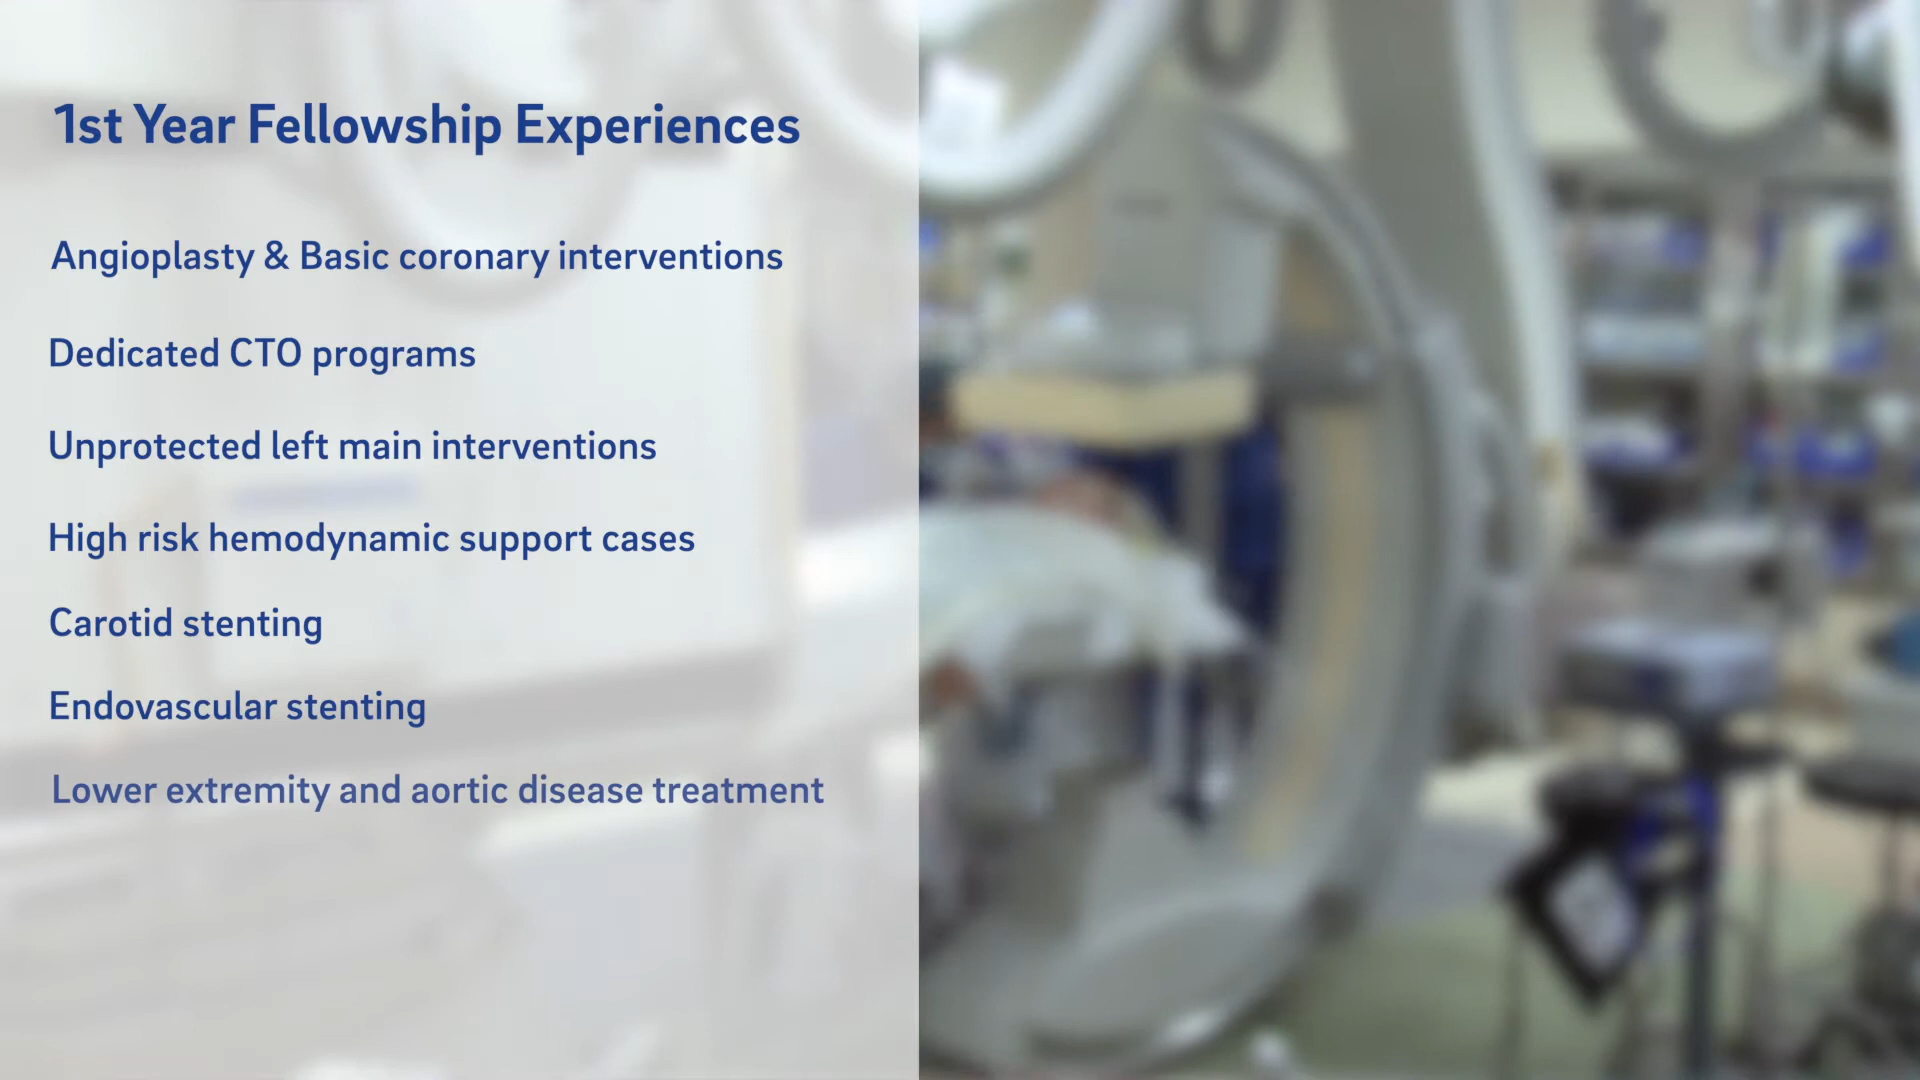 1st Year Fellowship Experiences
Angioplasty & Basic coronary interventions
Dedicated CTO programs
Unprotected left main interventions
High risk hemodynamic support cases
Carotid stenting
Endovascular stenting
Lower extremity and aortic disease treatment